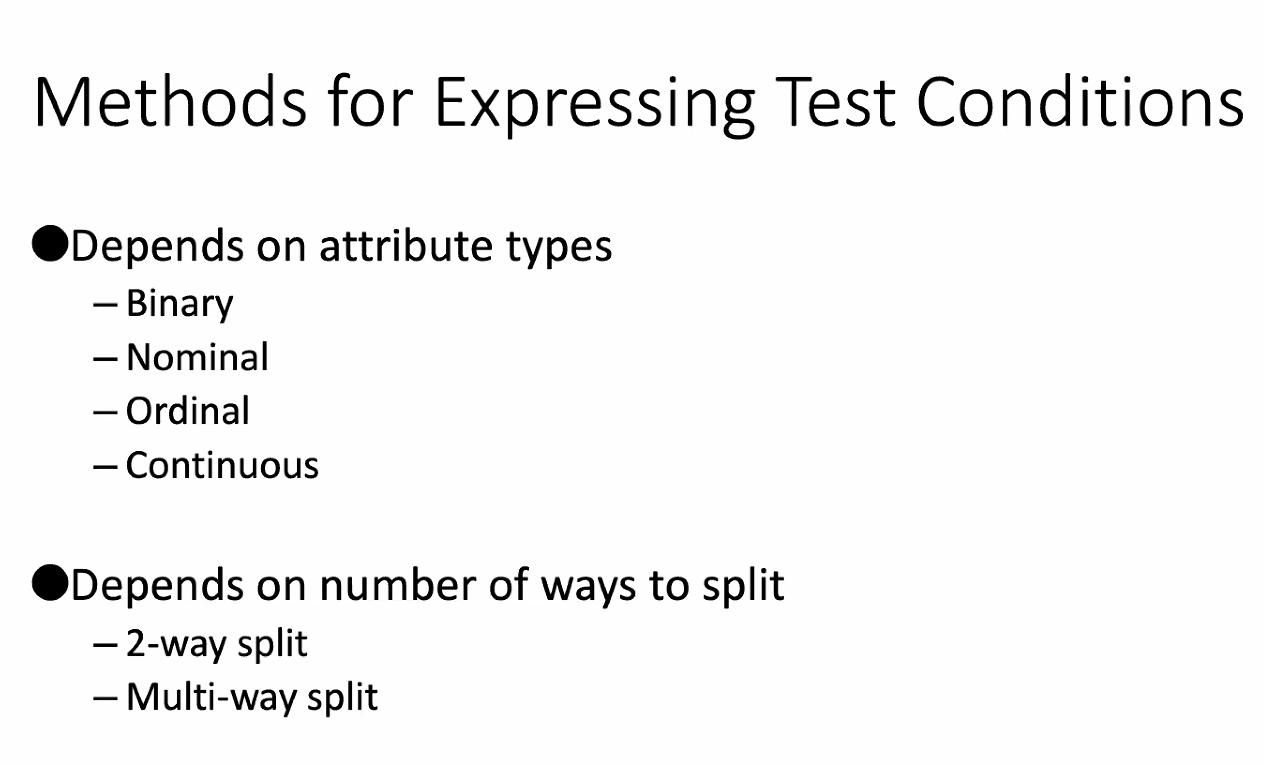 Methods for Expressing Test Conditions
●Depends on attribute types
– Binary
– Nominal
– Ordinal
– Continuous
●Depends on number of ways to split
– 2-way split
– Multi-way split